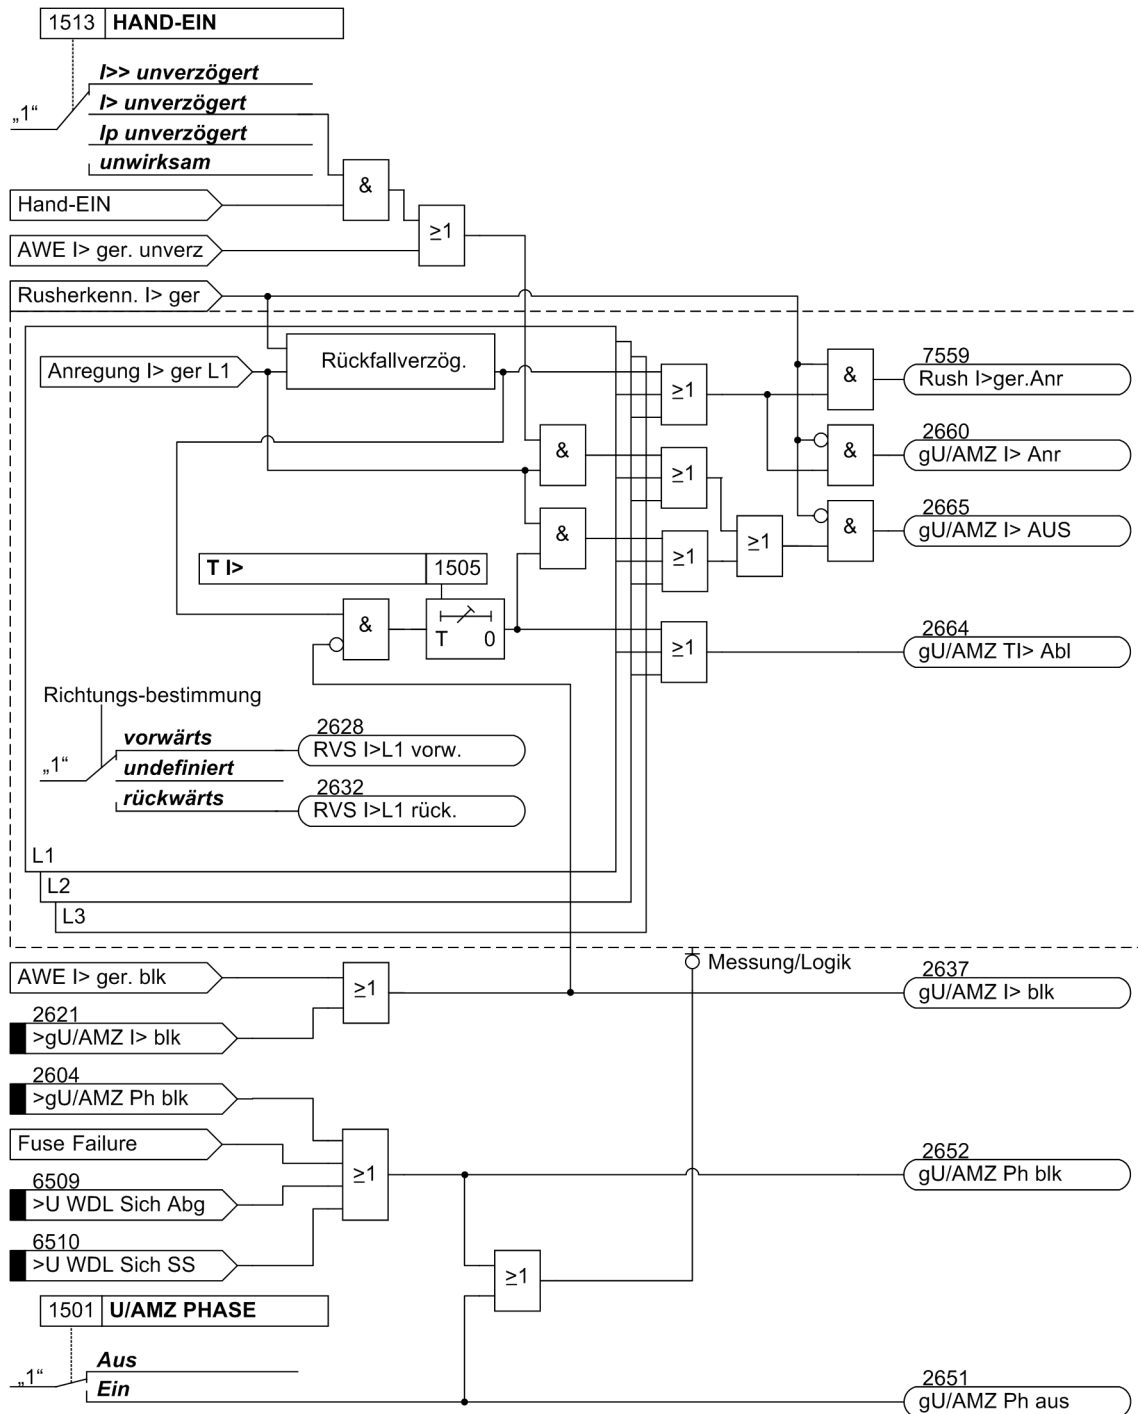 1513 HAND-EIN
I>> unverzögert
I> unverzögert
„1“
Ip unverzögert
unwirksam
&
Hand-EIN
≥1
AWE I> ger. unverz
Rusherkenn. I> ger
Rückfallverzög.
Anregung I> ger L1
≥1
&
7559
Rush I>ger.Anr
&
2660
gU/AMZ I> Anr
&
≥1
2665
gU/AMZ I> AUS
&
≥1
&
≥1
T I> 1505
&
T 0
≥1
2664
gU/AMZ TI> Abl
Richtungs-bestimmung
vorwärts
2628
RVS I>L1 vorw.
„1“
undefiniert
rückwärts
2632
RVS I>L1 rück.
L1
L2
L3
Messung/Logik
AWE I> ger. blk
≥1
2637
gU/AMZ I> blk
2621
>gU/AMZ I> blk
2604
>gU/AMZ Ph blk
Fuse Failure
≥1
2652
gU/AMZ Ph blk
6509
>U WDL Sich Abg
6510
>U WDL Sich SS
≥1
1501 U/AMZ PHASE
Aus
„1“
Ein
2651
gU/AMZ Ph aus